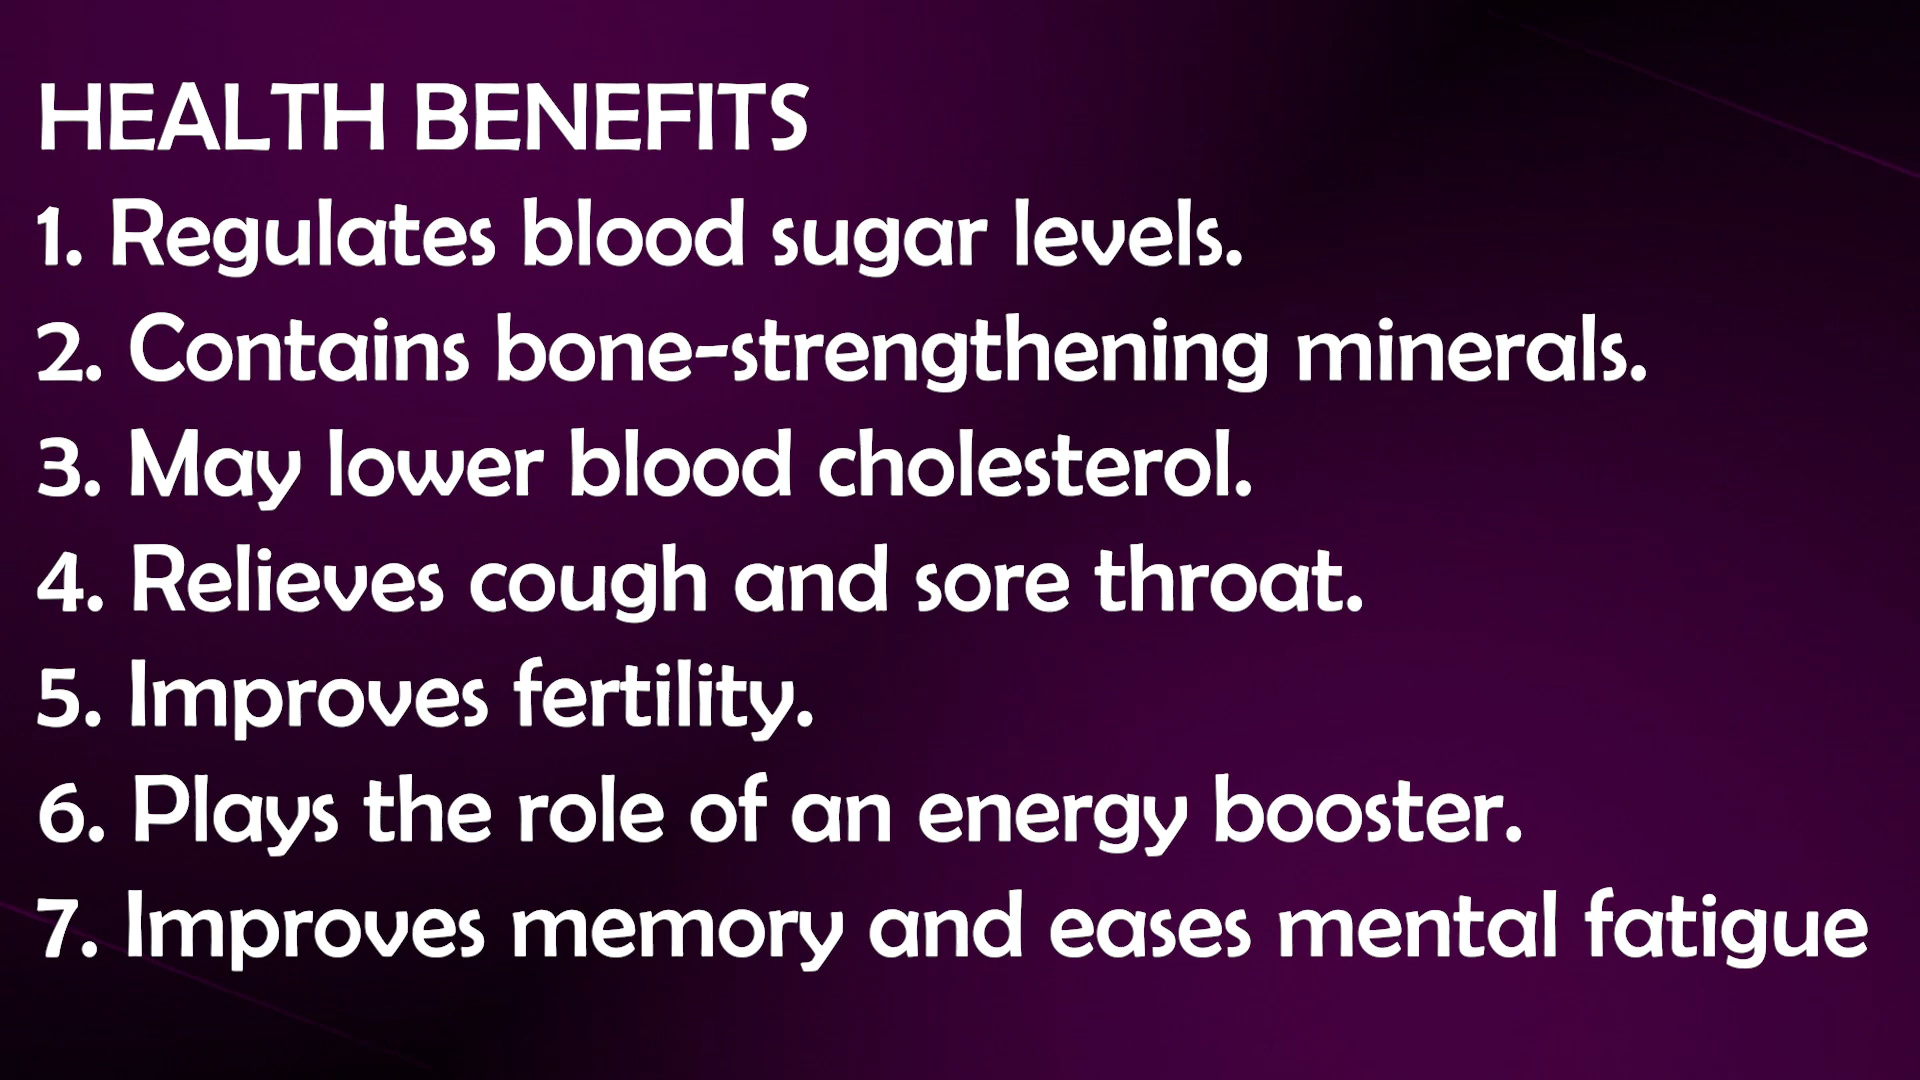 HEALTH BENEFITS
1. Regulates blood sugar levels.
2. Contains bone-strengthening minerals.
3. May lower blood cholesterol.
4. Relieves cough and sore throat.
5. Improves fertility.
6. Plays the role of an energy booster.
7. Improves memory and eases mental fatigue